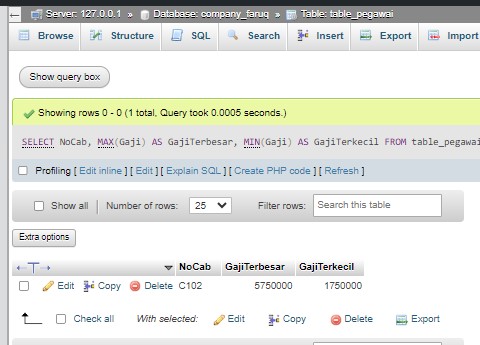 Server: 127.0.0.1 » Database: company_faruq » Table: table_pegawai
Browse Structure SQL Search Insert Export Import
Show query box
Showing rows 0 - 0 (1 total, Query took 0.0005 seconds.)
SELECT NoCab, MAX(Gaji) AS GajiTerbesar, MIN(Gaji) AS GajiTerkecil FROM table_pegawai
Profiling [ Edit inline ] [ Edit ] [ Explain SQL ] [ Create PHP code ] [ Refresh ]
Show all Number of rows: 25 Filter rows: Search this table
Extra options
NoCab GajiTerbesar GajiTerkecil
Edit Copy Delete C102 5750000 1750000
Check all With selected: Edit Copy Delete Export